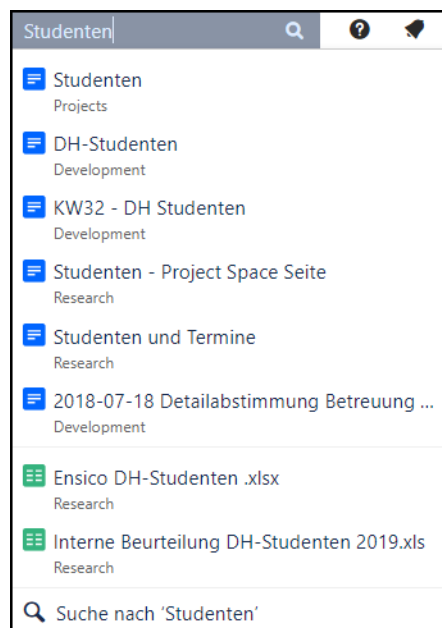 Studenten
Studenten
Projects
DH-Studenten
Development
KW32 - DH Studenten
Development
Studenten - Project Space Seite
Research
Studenten und Termine
Research
2018-07-18 Detailabstimmung Betreuung ...
Development
Ensico DH-Studenten .xlsx
Research
Interne Beurteilung DH-Studenten 2019.xls
Research
Suche nach ‘Studenten’